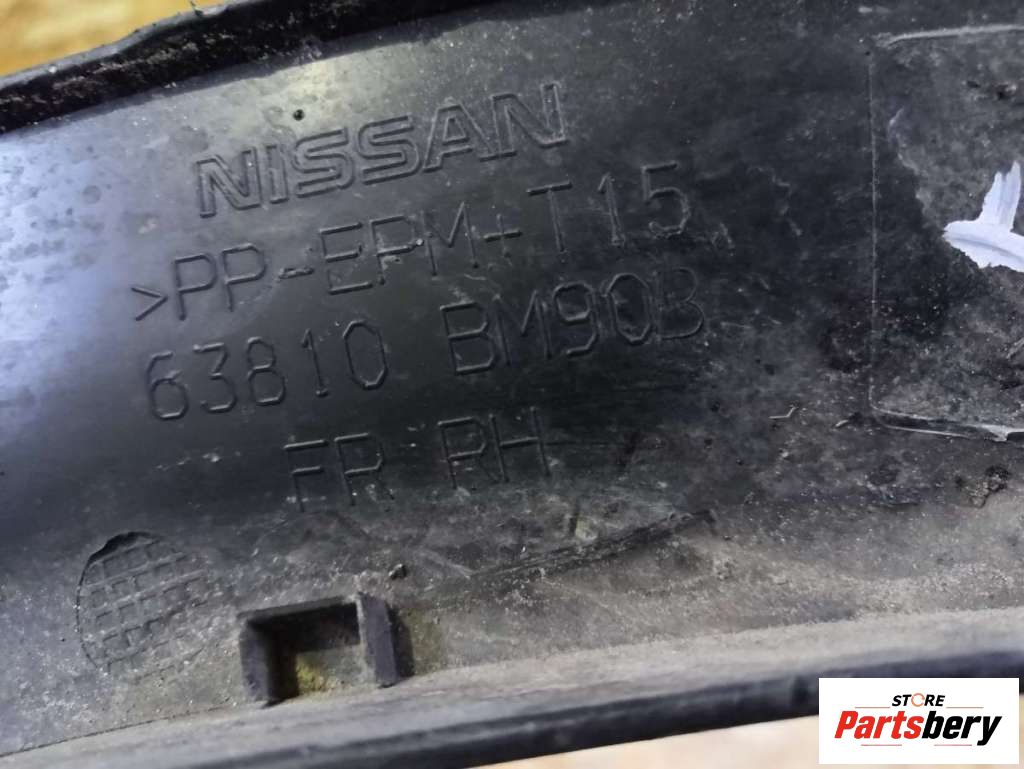 NISSAN
>PP-EPM+T15
63810 BM90B
FR RH
STORE
Partsbery